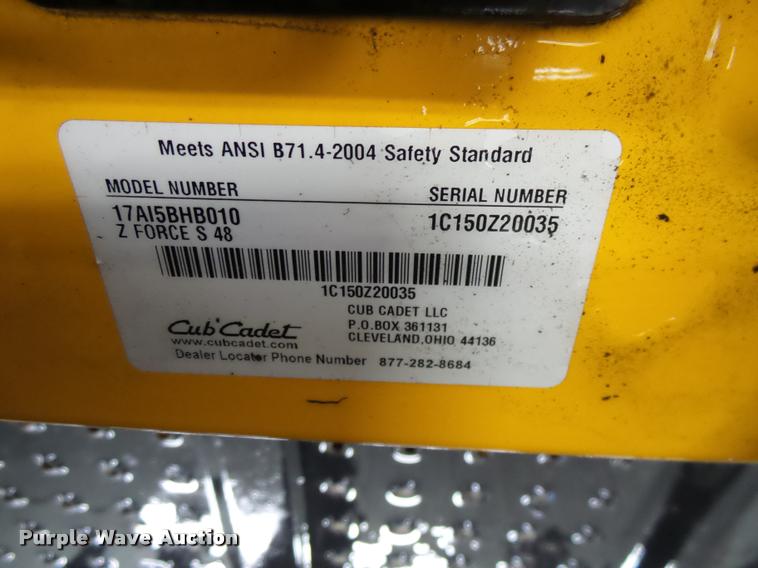 Meets ANSI B71.4-2004 Safety Standard
MODEL NUMBER SERIAL NUMBER
17AI5BHB010 1C150Z20035
Z FORCE S 48
1C150Z20035
CUB CADET LLC
P.O.BOX 361131
CLEVELAND,OHIO 44136
Cub Cadet
www.cubcadet.com
Dealer Locator Phone Number 877-282-8684
Purple Wave Auction